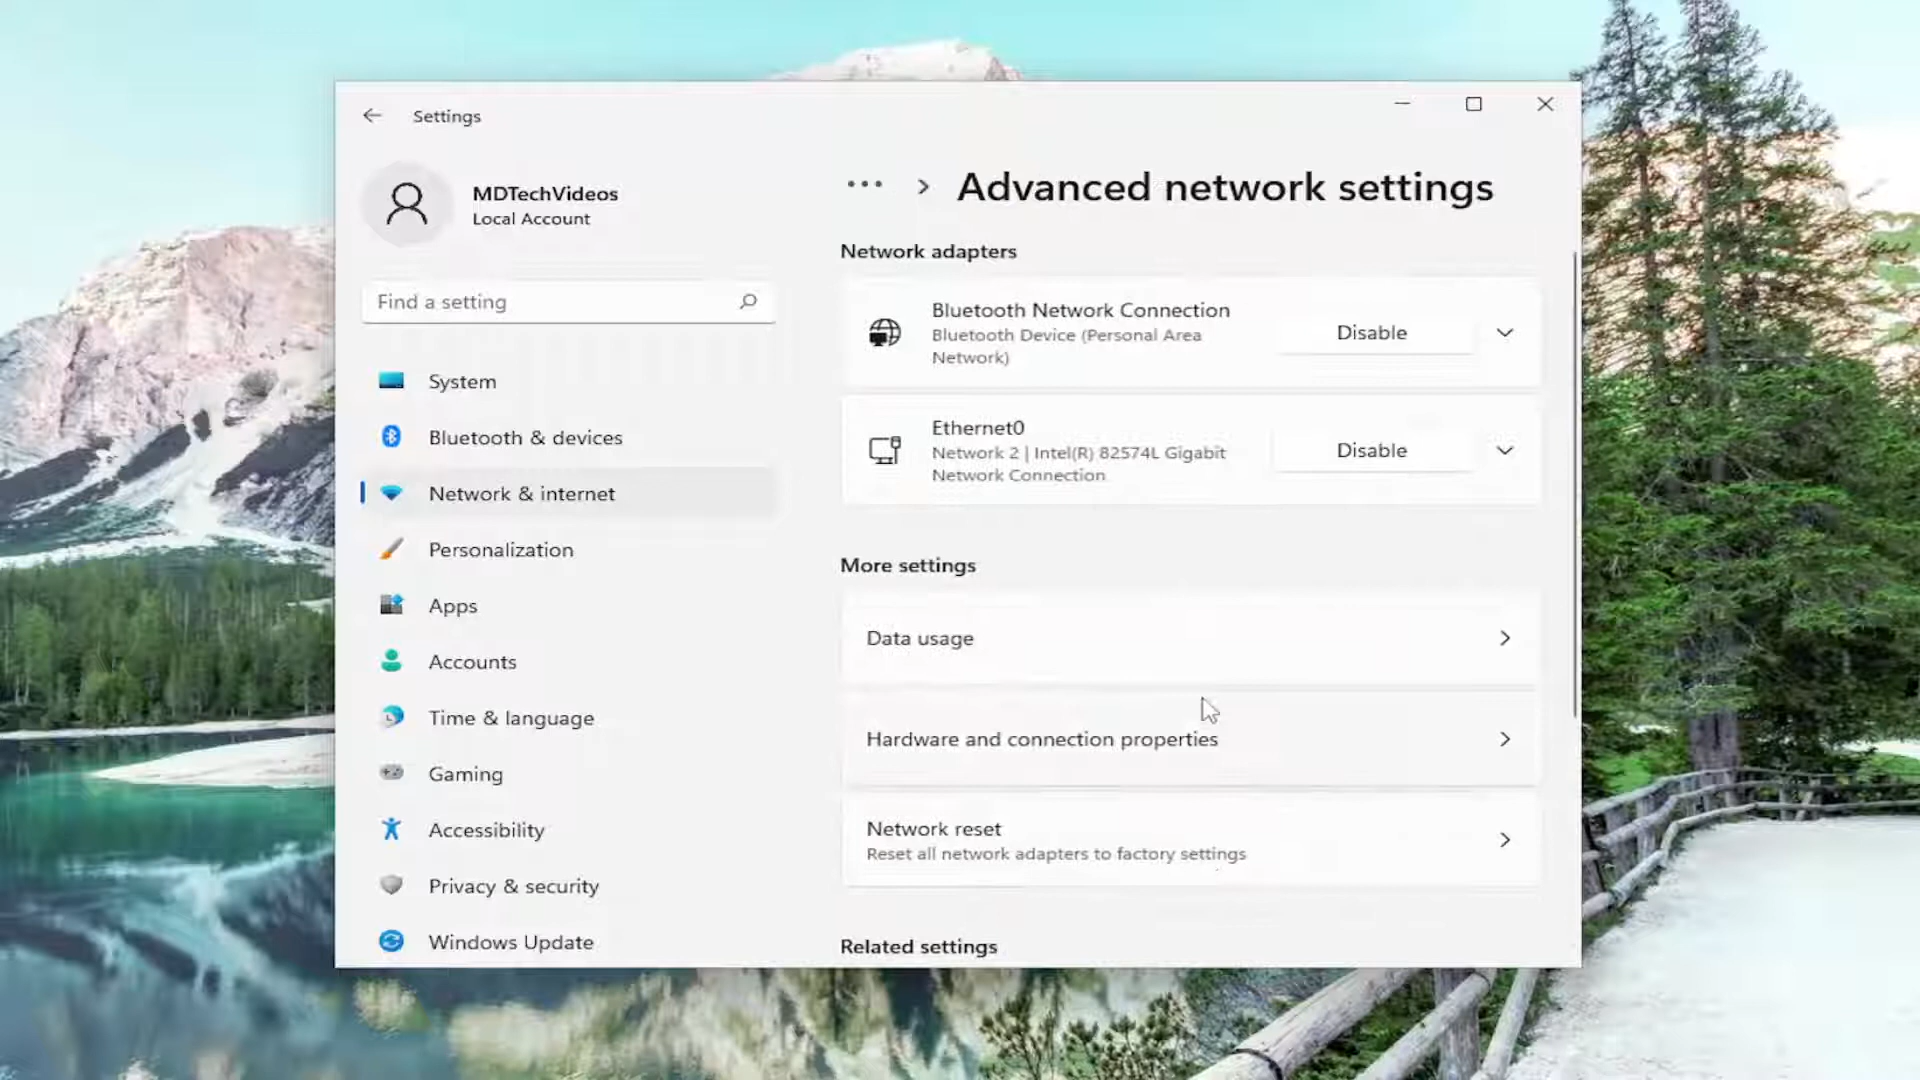 Settings
MDTechVideos
Local Account
Find a setting
System
Bluetooth & devices
Network & internet
Personalization
Apps
Accounts
Time & language
Gaming
Accessibility
Privacy & security
Windows Update
Advanced network settings
Network adapters
Bluetooth Network Connection
Bluetooth Device (Personal Area
Network)
Disable
Ethernet0
Network 2 | Intel(R) 82574L Gigabit
Network Connection
Disable
More settings
Data usage
Hardware and connection properties
Network reset
Reset all network adapters to factory settings
Related settings